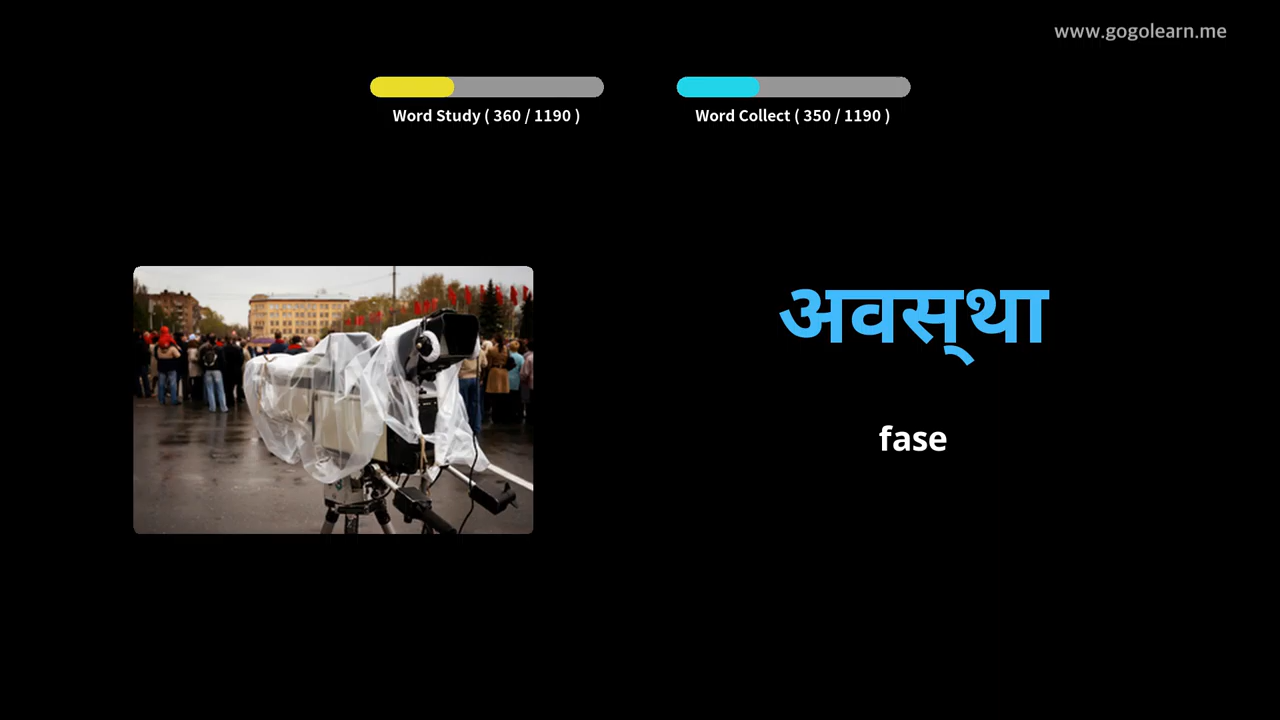 www.gogolearn.me
Word Study ( 360 / 1190 )
Word Collect ( 350 / 1190 )
अवस्‌था
fase